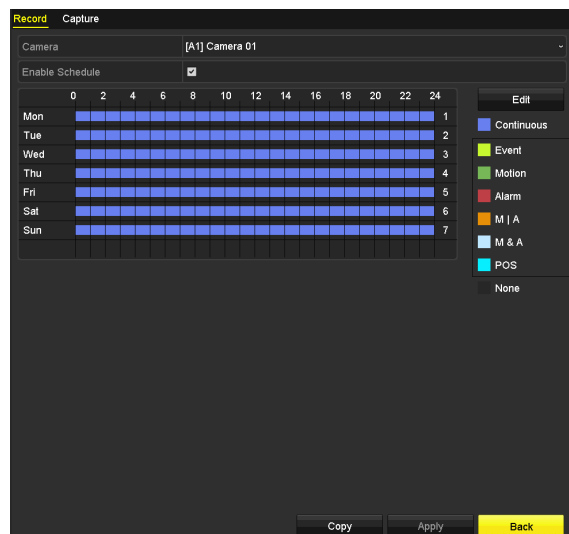 Record Capture
Camera [A1] Camera 01
Enable Schedule
0 2 4 6 8 10 12 14 16 18 20 22 24
Edit
Mon 1
Continuous
Tue 2
Event
Wed 3
Motion
Thu 4
Alarm
Fri 5
M | A
Sat 6
M & A
Sun 7
POS
None
Copy Apply Back